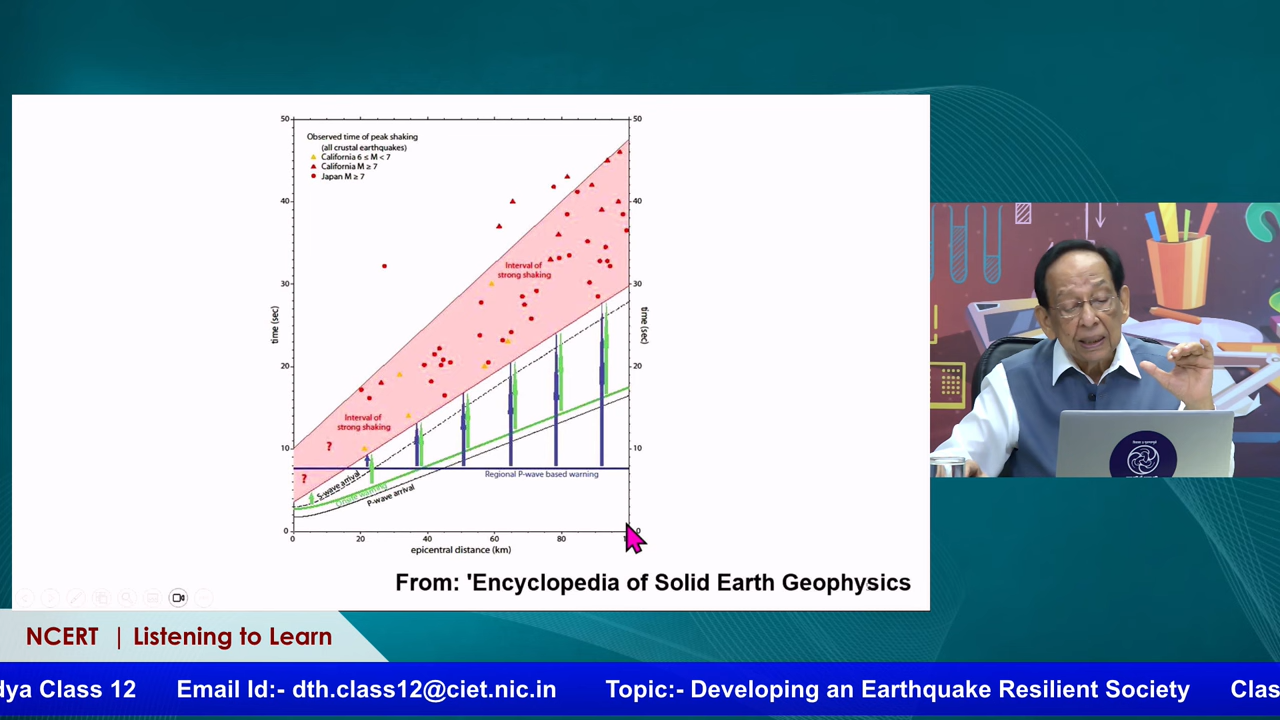 50
50
Observed time of peak shaking
(all crustal earthquakes)
California 6 ≤ M < 7
California M ≥ 7
Japan M ≥ 7
40
40
Interval of
strong shaking
30
30
time (sec)
time (sec)
20
20
Interval of
strong shaking
?
10
10
?
Regional P-wave based warning
S-wave arrival
Onsite warning
P-wave arrival
0
0
0 20 40 60 80
epicentral distance (km)
From: 'Encyclopedia of Solid Earth Geophysics
NCERT | Listening to Learn
dya Class 12 Email Id:- dth.class12@ciet.nic.in Topic:- Developing an Earthquake Resilient Society Clas